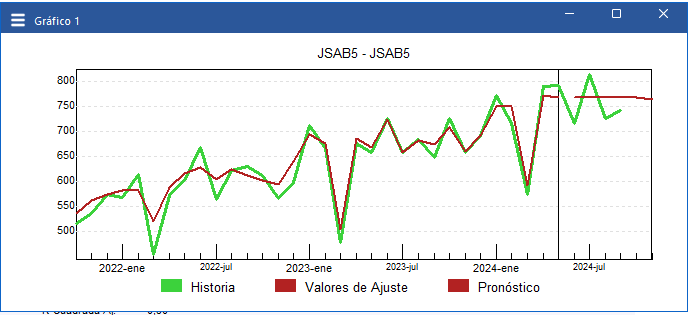 Gráfico 1
JSAB5 - JSAB5
800
750
700
650
600
550
500
2022-ene
2022-jul
2023-ene
2023-jul
2024-ene
2024-jul
Historia
Valores de Ajuste
Pronóstico